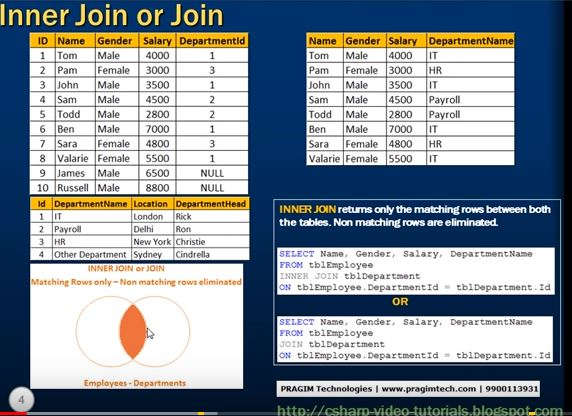 Inner Join or Join
ID Name Gender Salary DepartmentId
1 Tom Male 4000 1
2 Pam Female 3000 3
3 John Male 3500 1
4 Sam Male 4500 2
5 Todd Male 2800 2
6 Ben Male 7000 1
7 Sara Female 4800 3
8 Valarie Female 5500 1
9 James Male 6500 NULL
10 Russell Male 8800 NULL
Id DepartmentName Location DepartmentHead
1 IT London Rick
2 Payroll Delhi Ron
3 HR New York Christie
4 Other Department Sydney Cindrella
INNER JOIN or JOIN
Matching Rows only – Non matching rows eliminated
Employees - Departments
4
Name Gender Salary DepartmentName
Tom Male 4000 IT
Pam Female 3000 HR
John Male 3500 IT
Sam Male 4500 Payroll
Todd Male 2800 Payroll
Ben Male 7000 IT
Sara Female 4800 HR
Valarie Female 5500 IT
INNER JOIN returns only the matching rows between both
the tables. Non matching rows are eliminated.
SELECT Name, Gender, Salary, DepartmentName
FROM tblEmployee
INNER JOIN tblDepartment
ON tblEmployee.DepartmentId = tblDepartment.Id
OR
SELECT Name, Gender, Salary, DepartmentName
FROM tblEmployee
JOIN tblDepartment
ON tblEmployee.DepartmentId = tblDepartment.Id
PRAGIM Technologies | www.pragimtech.com | 9900113931
http://csharp-video-tutorials.blogspot.com